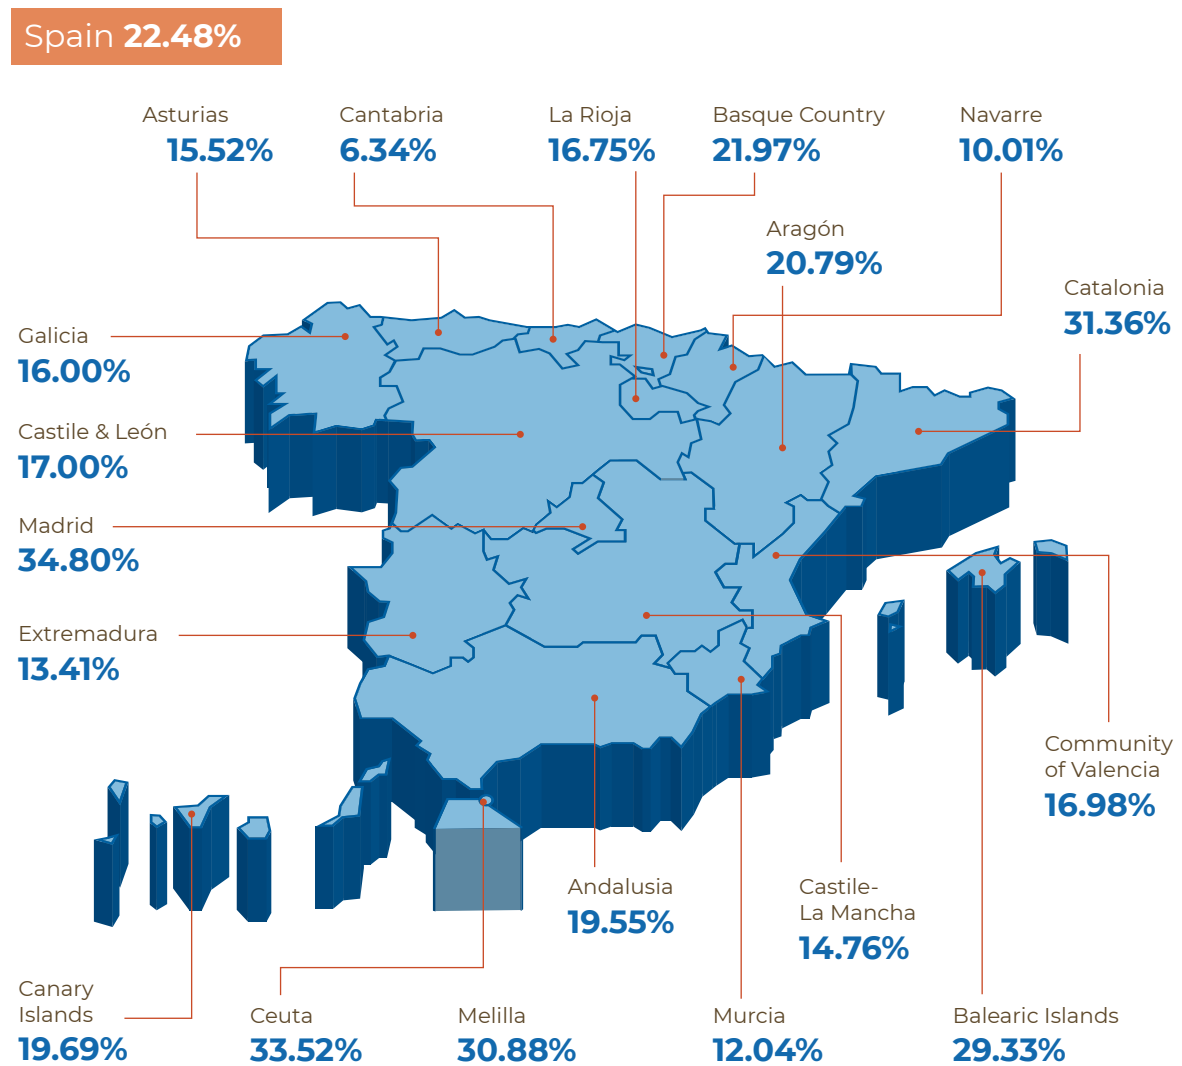 Spain 22.48%
Asturias
15.52%
Cantabria
6.34%
La Rioja
16.75%
Basque Country
21.97%
Navarre
10.01%
Aragón
20.79%
Catalonia
31.36%
Galicia
16.00%
Castile & León
17.00%
Madrid
34.80%
Extremadura
13.41%
Community
of Valencia
16.98%
Andalusia
19.55%
Castile-
La Mancha
14.76%
Canary
Islands
19.69%
Ceuta
33.52%
Melilla
30.88%
Murcia
12.04%
Balearic Islands
29.33%